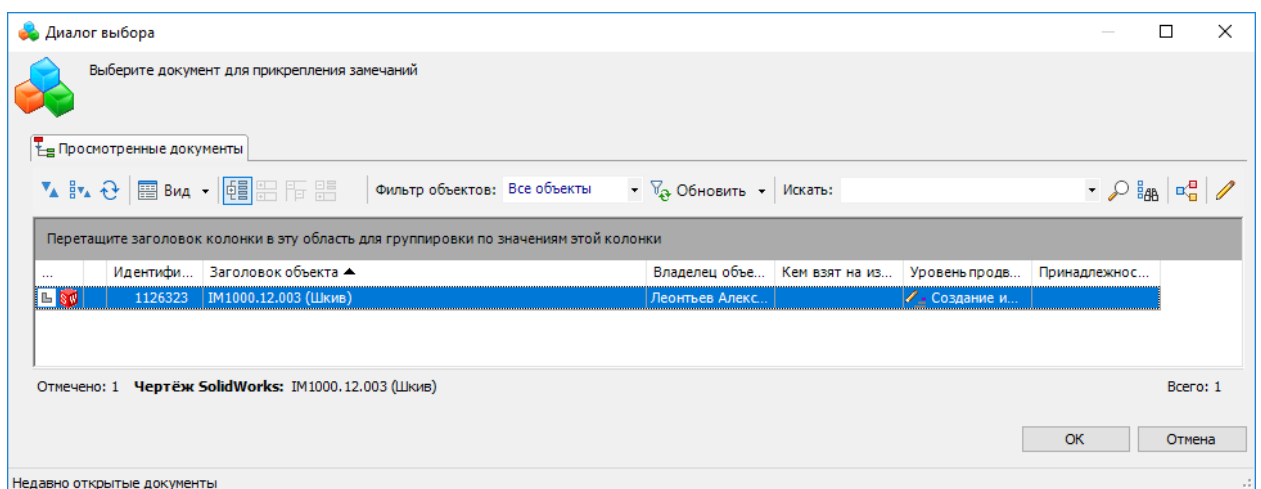 Диалог выбора
Выберите документ для прикрепления замечаний
Просмотренные документы
Вид Фильтр объектов: Все объекты Обновить Искать:
Перетащите заголовок колонки в эту область для группировки по значениям этой колонки
... Идентифи... Заголовок объекта Владелец объе... Кем взят на из... Уровень продв... Принадлежнос...
1126323 IM1000.12.003 (Шкив) Леонтьев Алекс... Создание и...
Отмечено: 1 Чертёж SolidWorks: IM1000.12.003 (Шкив) Всего: 1
OK Отмена
Недавно открытые документы